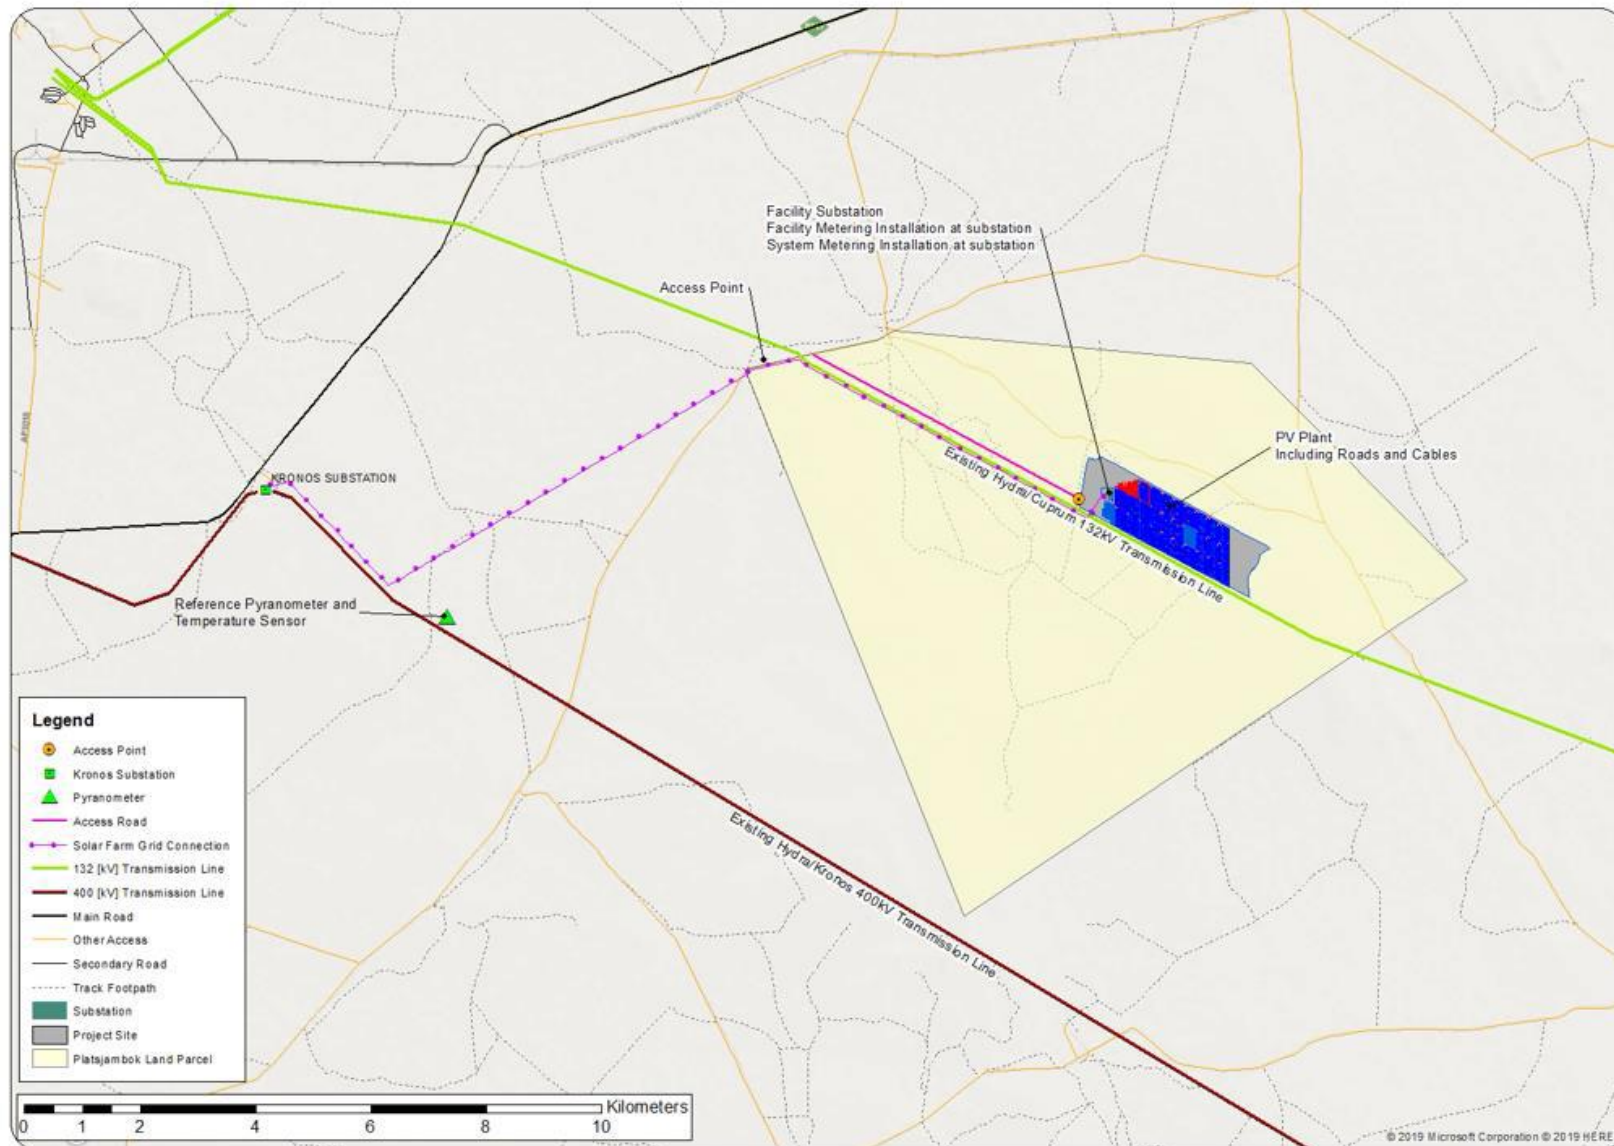 Facility Substation
Facility Metering Installation at substation
System Metering Installation at substation
Access Point
PV Plant
Including Roads and Cables
KRONOS SUBSTATION
Existing Hydra/Cuprum 132kV Transmission Line
Reference Pyranometer and
Temperature Sensor
Existing Hydra/Kronos 400kV Transmission Line
Legend
Access Point
Kronos Substation
Pyranometer
Access Road
Solar Farm Grid Connection
132 [kV] Transmission Line
400 [kV] Transmission Line
Main Road
Other Access
Secondary Road
Track Footpath
Substation
Project Site
Platsjambok Land Parcel
Kilometers
0 1 2 4 6 8 10
© 2019 Microsoft Corporation © 2019 HERE